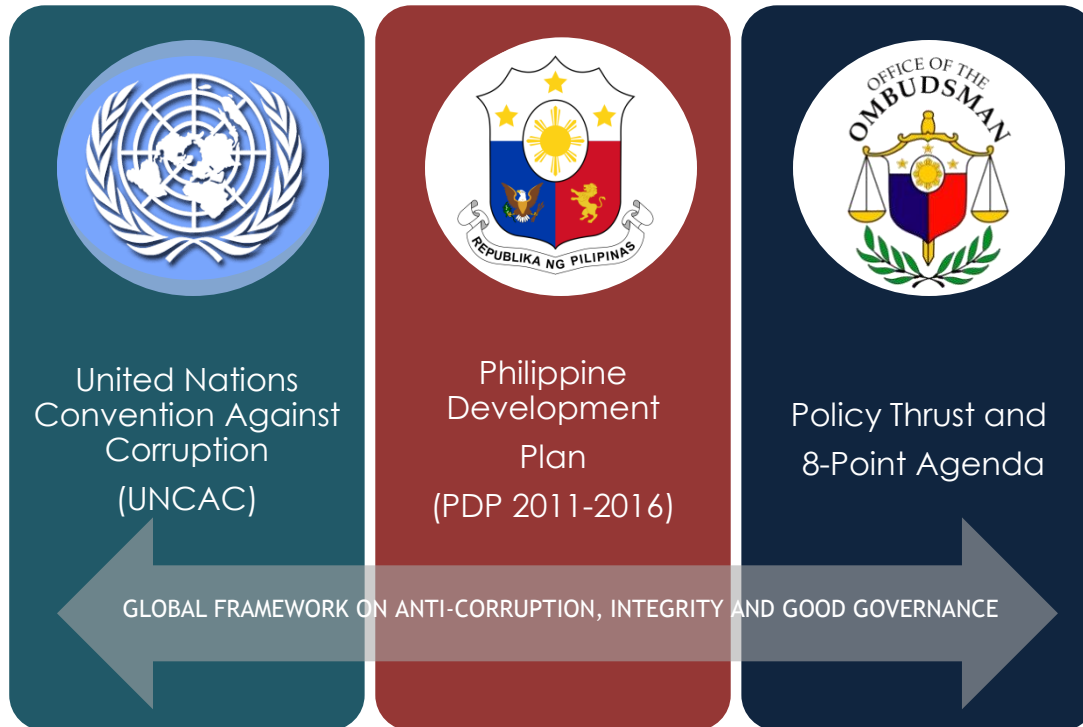 OFFICE OF THE
OMBUDSMAN
REPUBLIKA NG PILIPINAS
United Nations
Convention Against
Corruption
(UNCAC)
Philippine
Development
Plan
(PDP 2011-2016)
Policy Thrust and
8-Point Agenda
GLOBAL FRAMEWORK ON ANTI-CORRUPTION, INTEGRITY AND GOOD GOVERNANCE